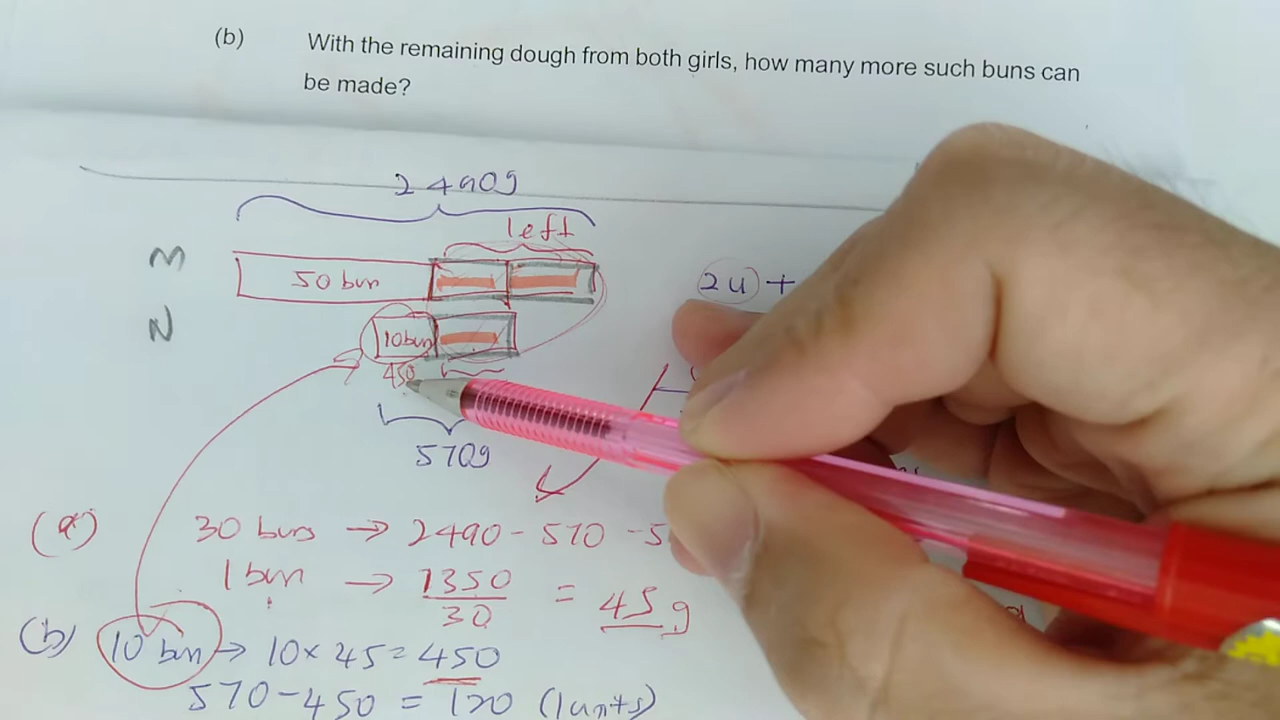 (b) With the remaining dough from both girls, how many more such buns can
be made?
2490g
left
M 50 bun
2u +
N 10bun
450
570g
(a) 30 buns → 2490 - 570 - 5
1 bun → 1350/30 = 45g
(b) 10 bun → 10 × 45 = 450
570 - 450 = 120 (1 units)